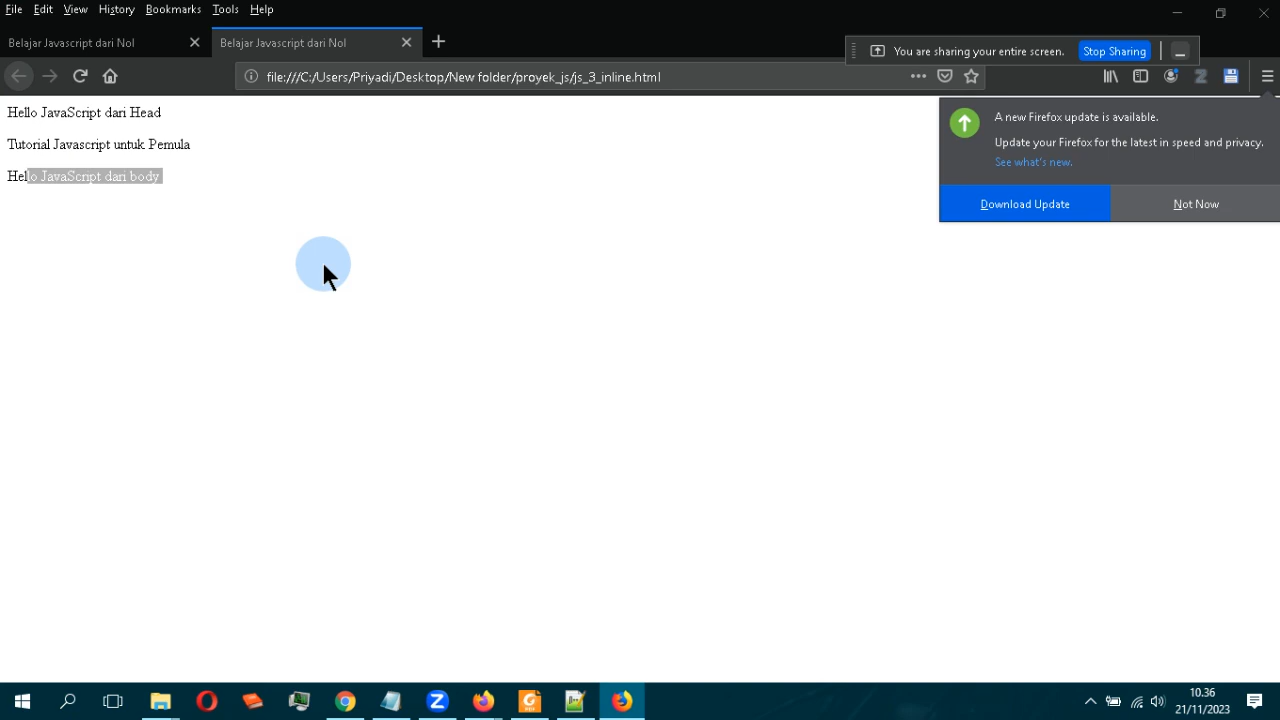 File Edit View History Bookmarks Tools Help
Belajar Javascript dari Nol
Belajar Javascript dari Nol
You are sharing your entire screen. Stop Sharing
file:///C:/Users/Priyadi/Desktop/New folder/proyek_js/js_3_inline.html
Hello JavaScript dari Head
Tutorial Javascript untuk Pemula
Hello JavaScript dari body
A new Firefox update is available.
Update your Firefox for the latest in speed and privacy.
See what's new.
Download Update
Not Now
10.36
21/11/2023